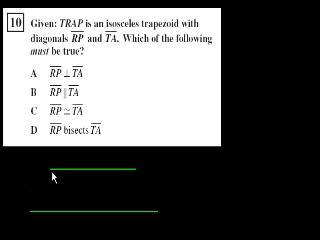 10 Given: TRAP is an isosceles trapezoid with
diagonals RP and TA. Which of the following
must be true?
A RP ⊥ TA
B RP ∥ TA
C RP ≅ TA
D RP bisects TA